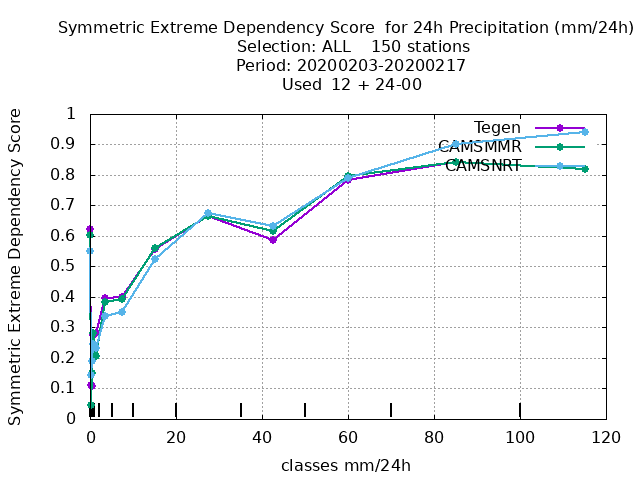 Symmetric Extreme Dependency Score  for 24h Precipitation (mm/24h)
Selection: ALL    150 stations
Period: 20200203-20200217
Used  12 + 24-00
Symmetric Extreme Dependency Score
1
0.9
0.8
0.7
0.6
0.5
0.4
0.3
0.2
0.1
0
Tegen
CAMSMMR
CAMSNRT
0 20 40 60 80 100 120
classes mm/24h